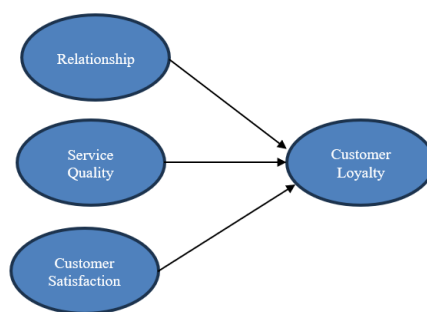 Relationship
Service
Quality
Customer
Loyalty
Customer
Satisfaction